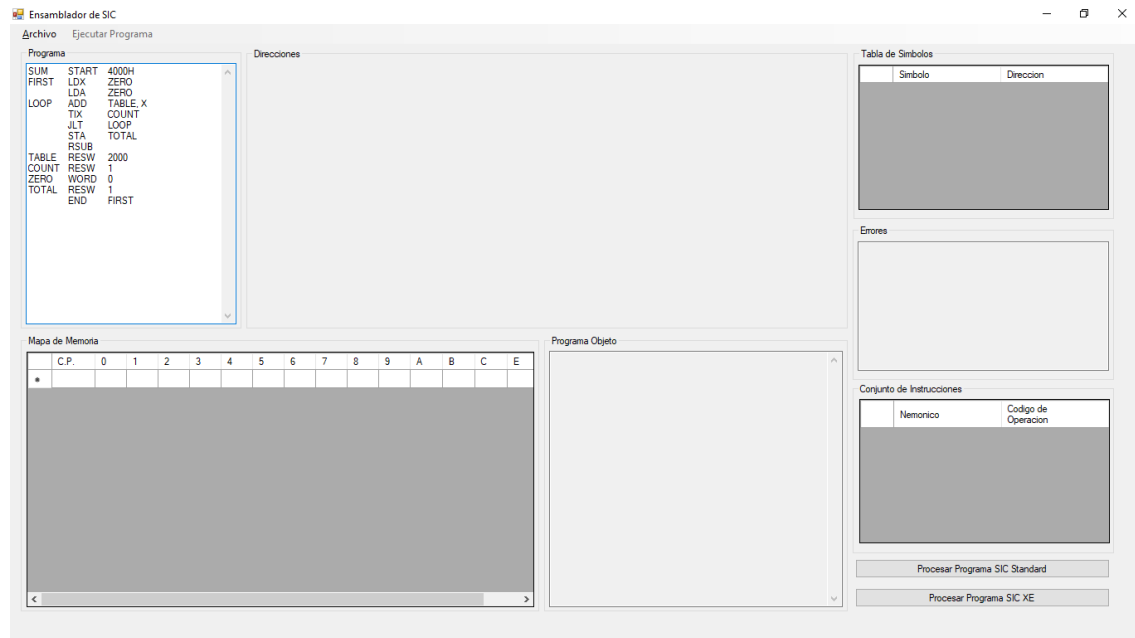 Ensamblador de SIC
Archivo Ejecutar Programa
Programa
SUM START 4000H
FIRST LDX ZERO
LDA ZERO
LOOP ADD TABLE, X
TIX COUNT
JLT LOOP
STA TOTAL
RSUB
TABLE RESW 2000
COUNT RESW 1
ZERO WORD 0
TOTAL RESW 1
END FIRST
Direcciones
Tabla de Simbolos
Simbolo Direccion
Errores
Mapa de Memoria
C.P. 0 1 2 3 4 5 6 7 8 9 A B C E
*
Programa Objeto
Conjunto de Instrucciones
Nemonico Codigo de
Operacion
Procesar Programa SIC Standard
Procesar Programa SIC XE